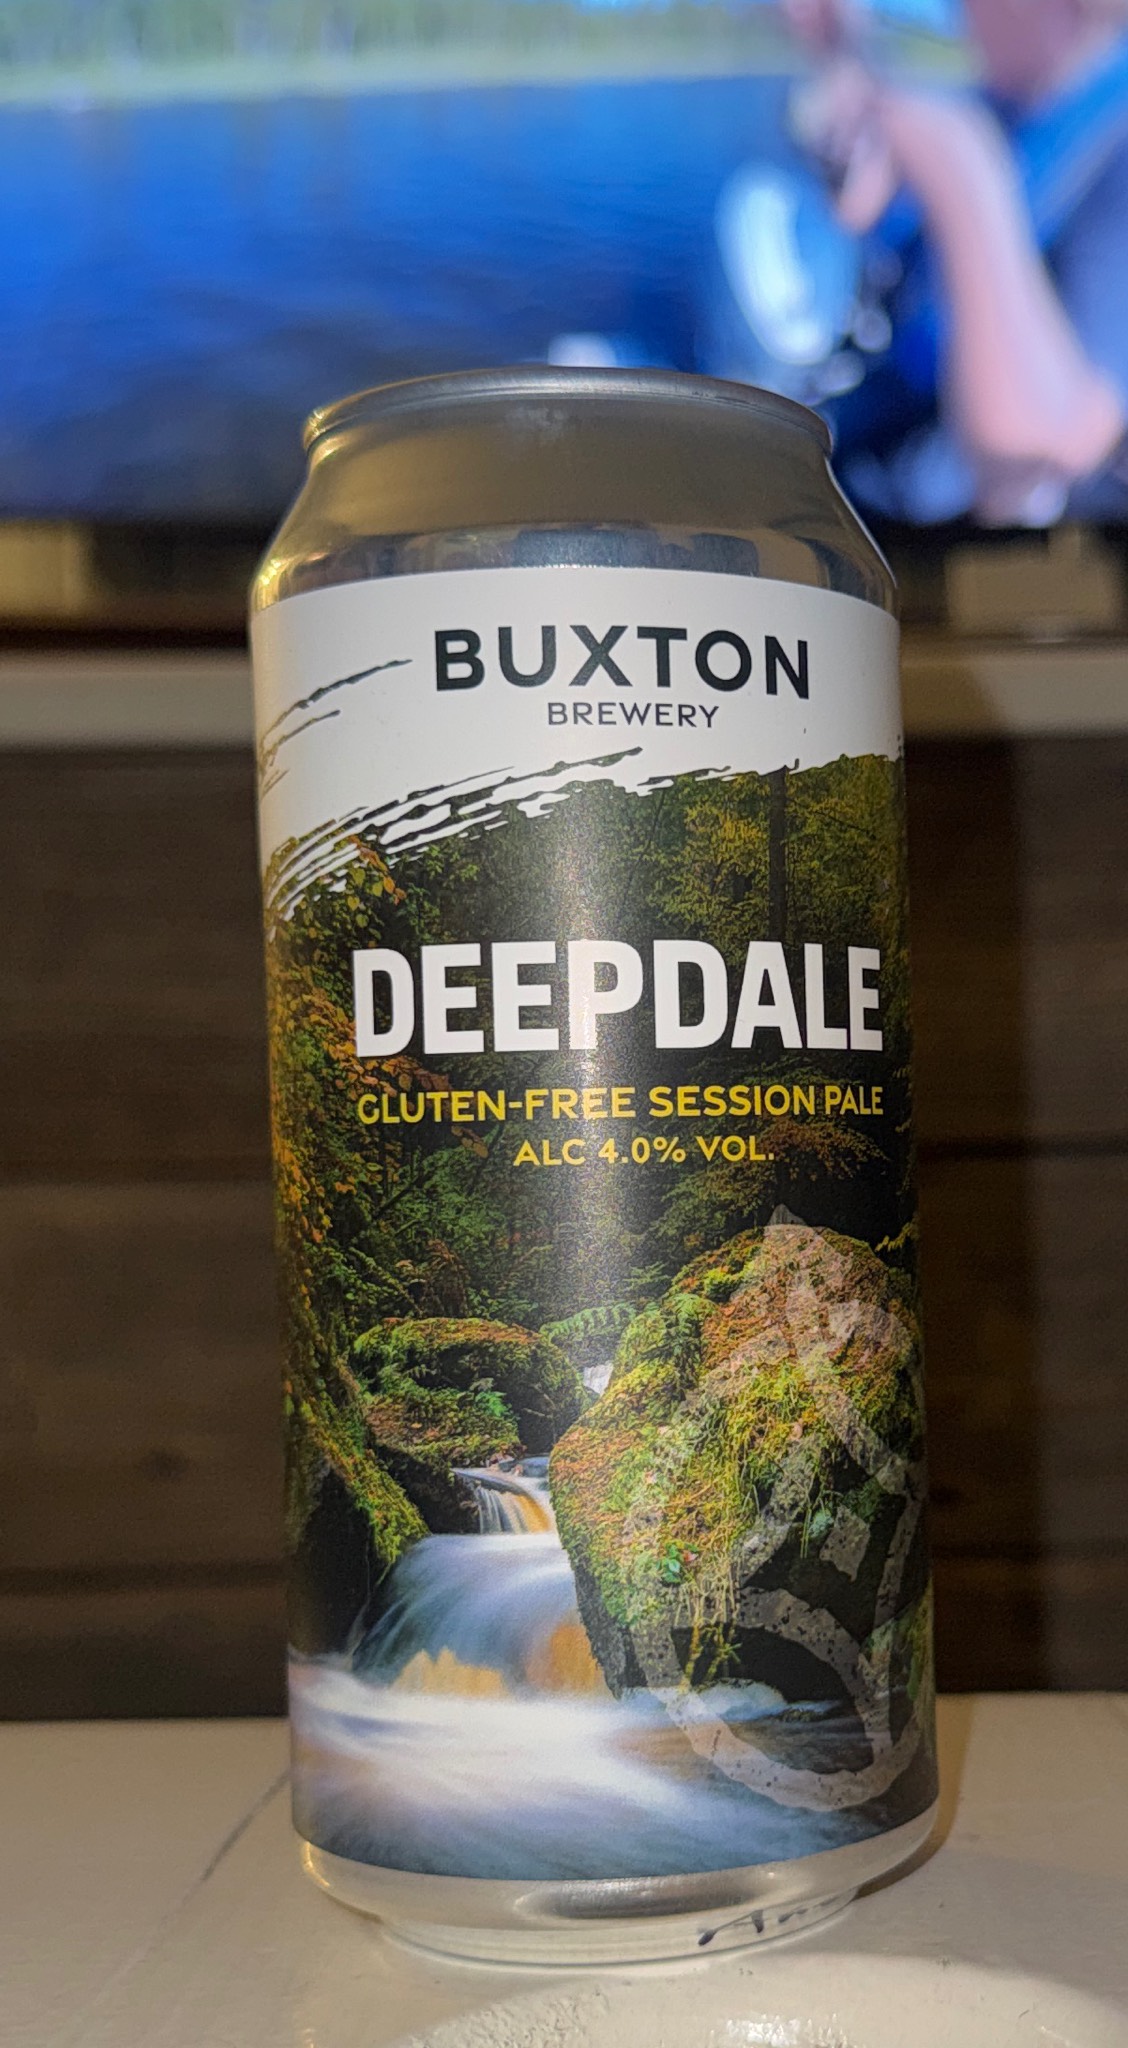 BUXTON
BREWERY
DEEPDALE
GLUTEN-FREE SESSION PALE
ALC 4.0% VOL.